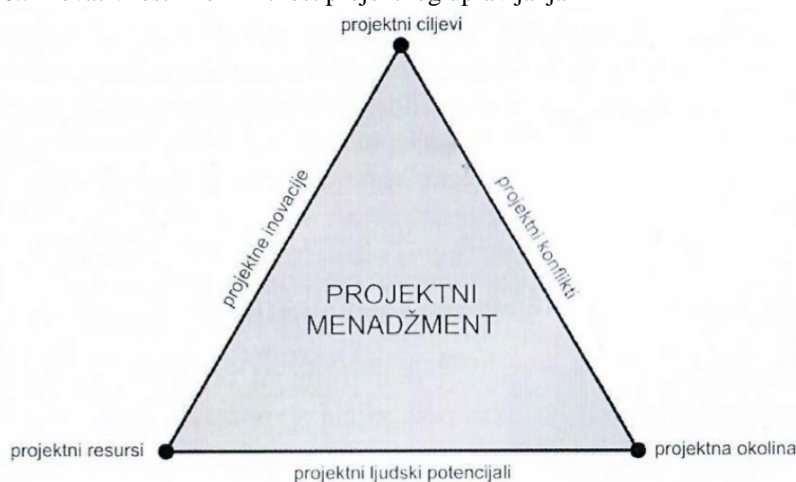 projektni ciljevi
projektne inovacije
projektni konflikti
PROJEKTNI
MENADŽMENT
projektni resursi
projektna okolina
projektni ljudski potencijali